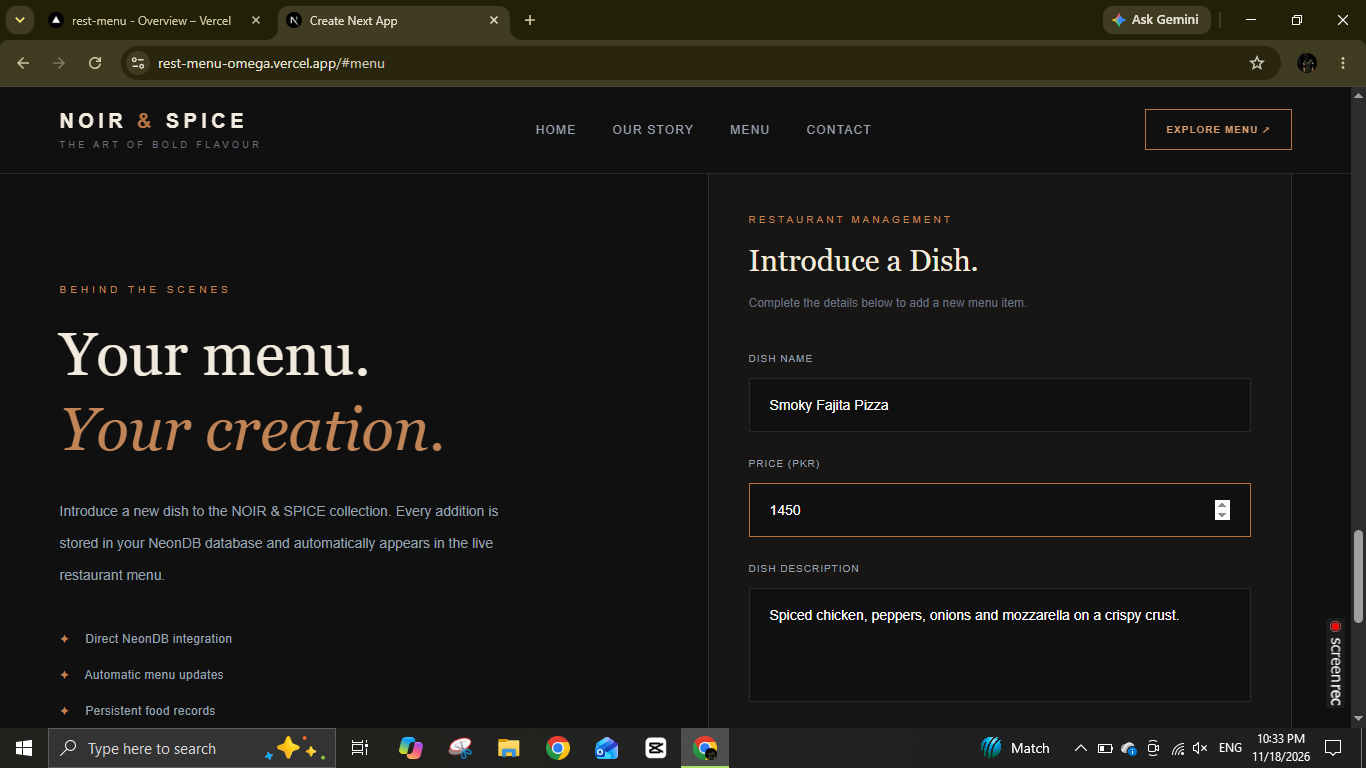 rest-menu - Overview – Vercel
Create Next App
Ask Gemini
rest-menu-omega.vercel.app/#menu
NOIR & SPICE
THE ART OF BOLD FLAVOUR
HOME
OUR STORY
MENU
CONTACT
EXPLORE MENU ↗
BEHIND THE SCENES
Your menu.
Your creation.
Introduce a new dish to the NOIR & SPICE collection. Every addition is
stored in your NeonDB database and automatically appears in the live
restaurant menu.
✦ Direct NeonDB integration
✦ Automatic menu updates
✦ Persistent food records
RESTAURANT MANAGEMENT
Introduce a Dish.
Complete the details below to add a new menu item.
DISH NAME
Smoky Fajita Pizza
PRICE (PKR)
1450
DISH DESCRIPTION
Spiced chicken, peppers, onions and mozzarella on a crispy crust.
screen rec
Type here to search
Match
ENG
10:33 PM
11/18/2026